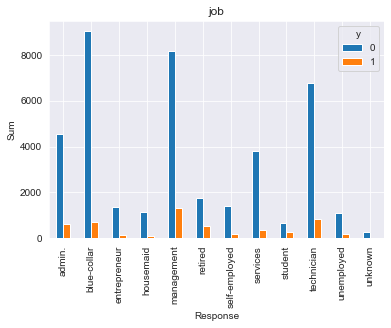 job
y
0
1
8000
6000
4000
2000
0
Sum
admin.
blue-collar
entrepreneur
housemaid
management
retired
self-employed
services
student
technician
unemployed
unknown
Response